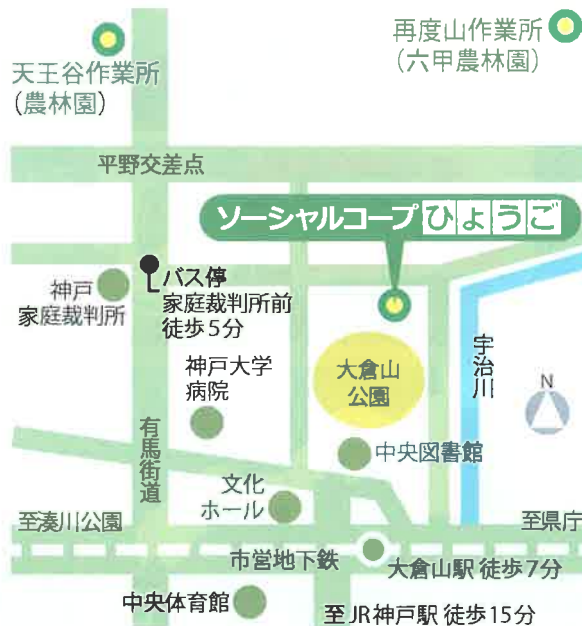 再度山作業所
(六甲農林園)
天王谷作業所
(農林園)
平野交差点
ソーシャルコープひょうご
バス停
家庭裁判所前
徒歩5分
神戸
家庭裁判所
神戸大学
病院
大倉山
公園
宇治川
N
有馬街道
中央図書館
文化
ホール
至湊川公園
至県庁
市営地下鉄
大倉山駅 徒歩7分
中央体育館
至JR神戸駅 徒歩15分